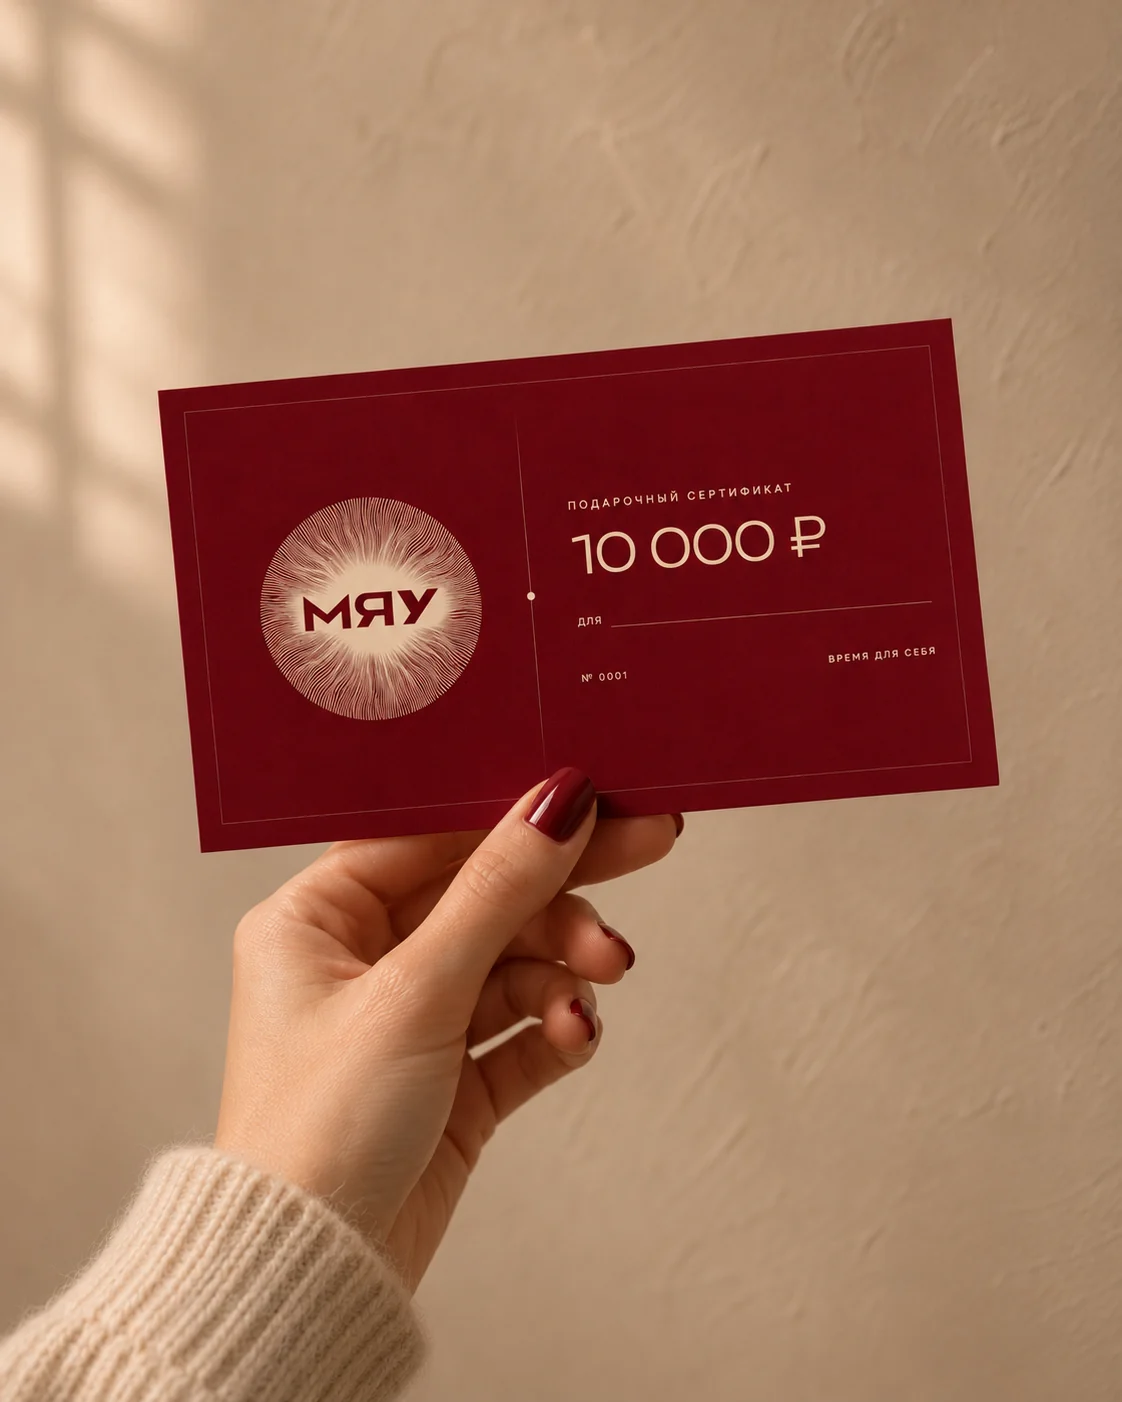 МЯУ
ПОДАРОЧНЫЙ СЕРТИФИКАТ
10 000 ₽
ДЛЯ
ВРЕМЯ ДЛЯ СЕБЯ
№ 0001